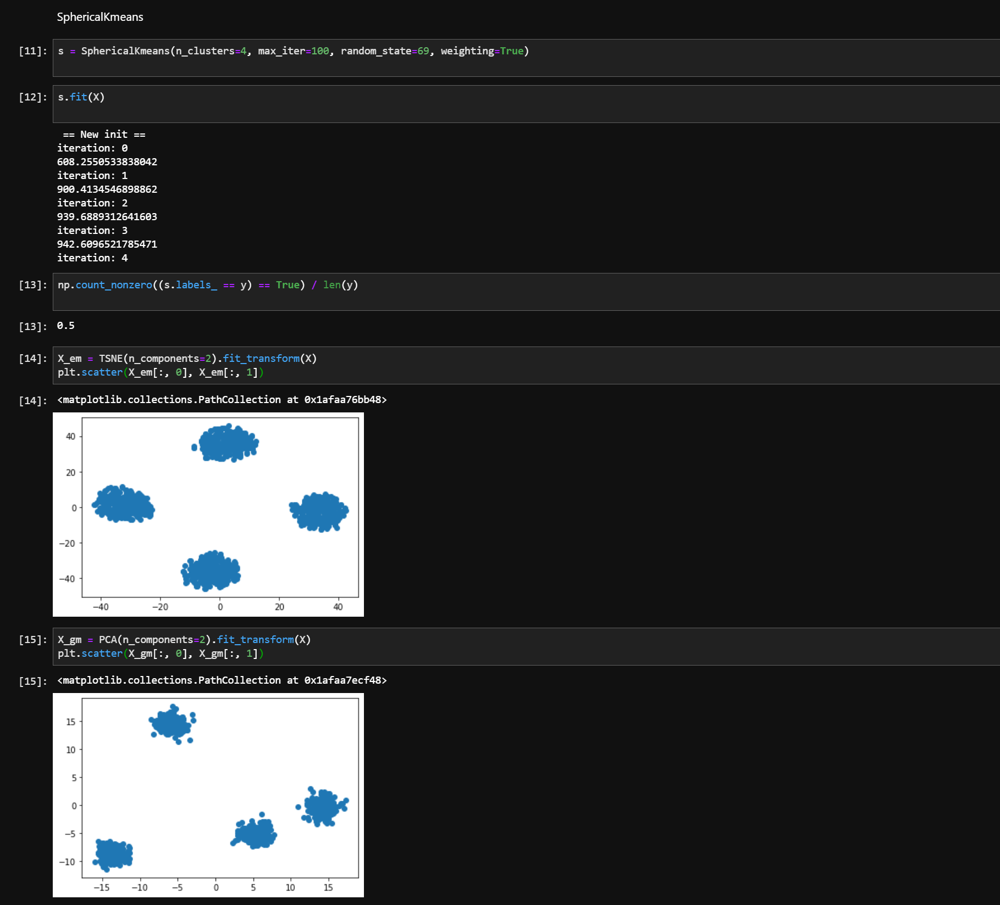 SphericalKmeans
[11]: s = SphericalKmeans(n_clusters=4, max_iter=100, random_state=69, weighting=True)
[12]: s.fit(X)
== New init ==
iteration: 0
608.2550533838042
iteration: 1
900.4134546898862
iteration: 2
939.6889312641603
iteration: 3
942.6096521785471
iteration: 4
[13]: np.count_nonzero((s.labels_ == y) == True) / len(y)
[13]: 0.5
[14]: X_em = TSNE(n_components=2).fit_transform(X)
plt.scatter(X_em[:, 0], X_em[:, 1])
[14]: <matplotlib.collections.PathCollection at 0x1afaa76bb48>
40
20
0
−20
−40
−40 −20 0 20 40
[15]: X_gm = PCA(n_components=2).fit_transform(X)
plt.scatter(X_gm[:, 0], X_gm[:, 1])
[15]: <matplotlib.collections.PathCollection at 0x1afaa7ecf48>
15
10
5
0
−5
−10
−15 −10 −5 0 5 10 15